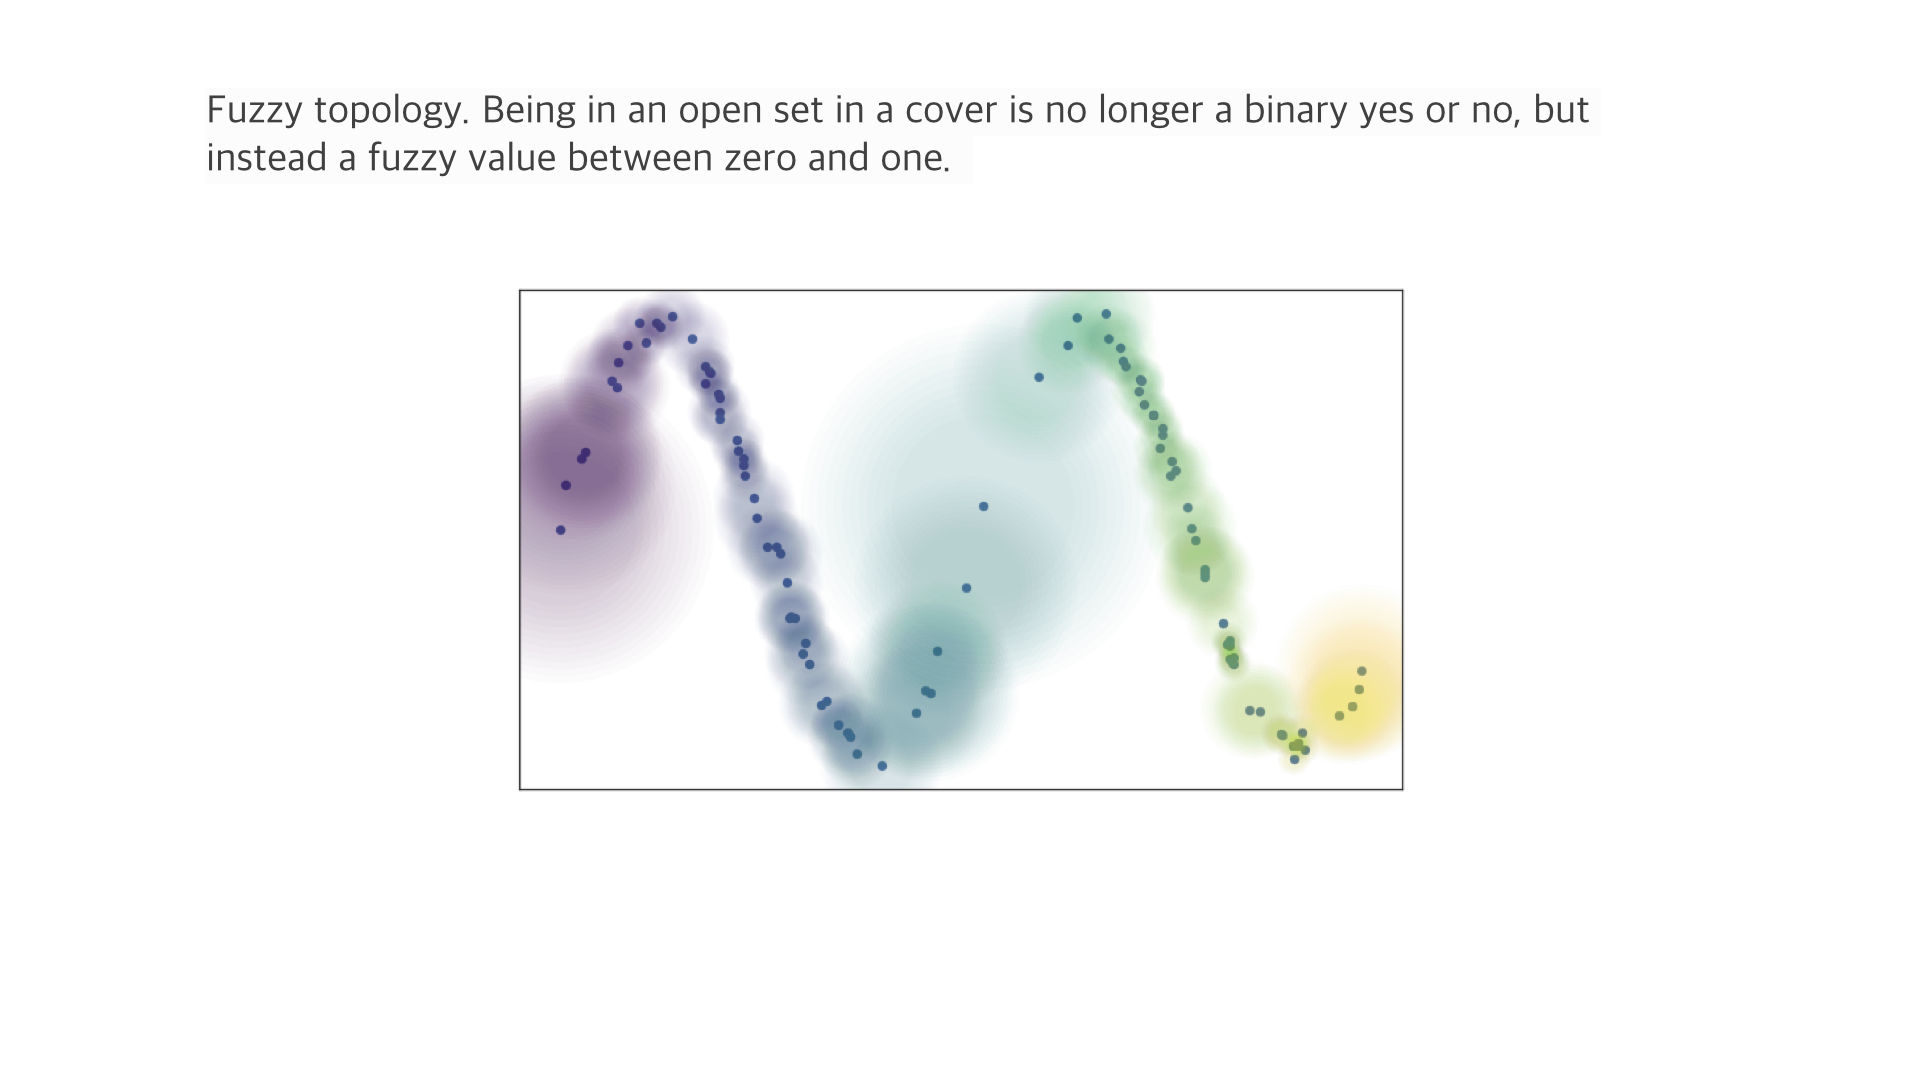 Fuzzy topology. Being in an open set in a cover is no longer a binary yes or no, but
instead a fuzzy value between zero and one.